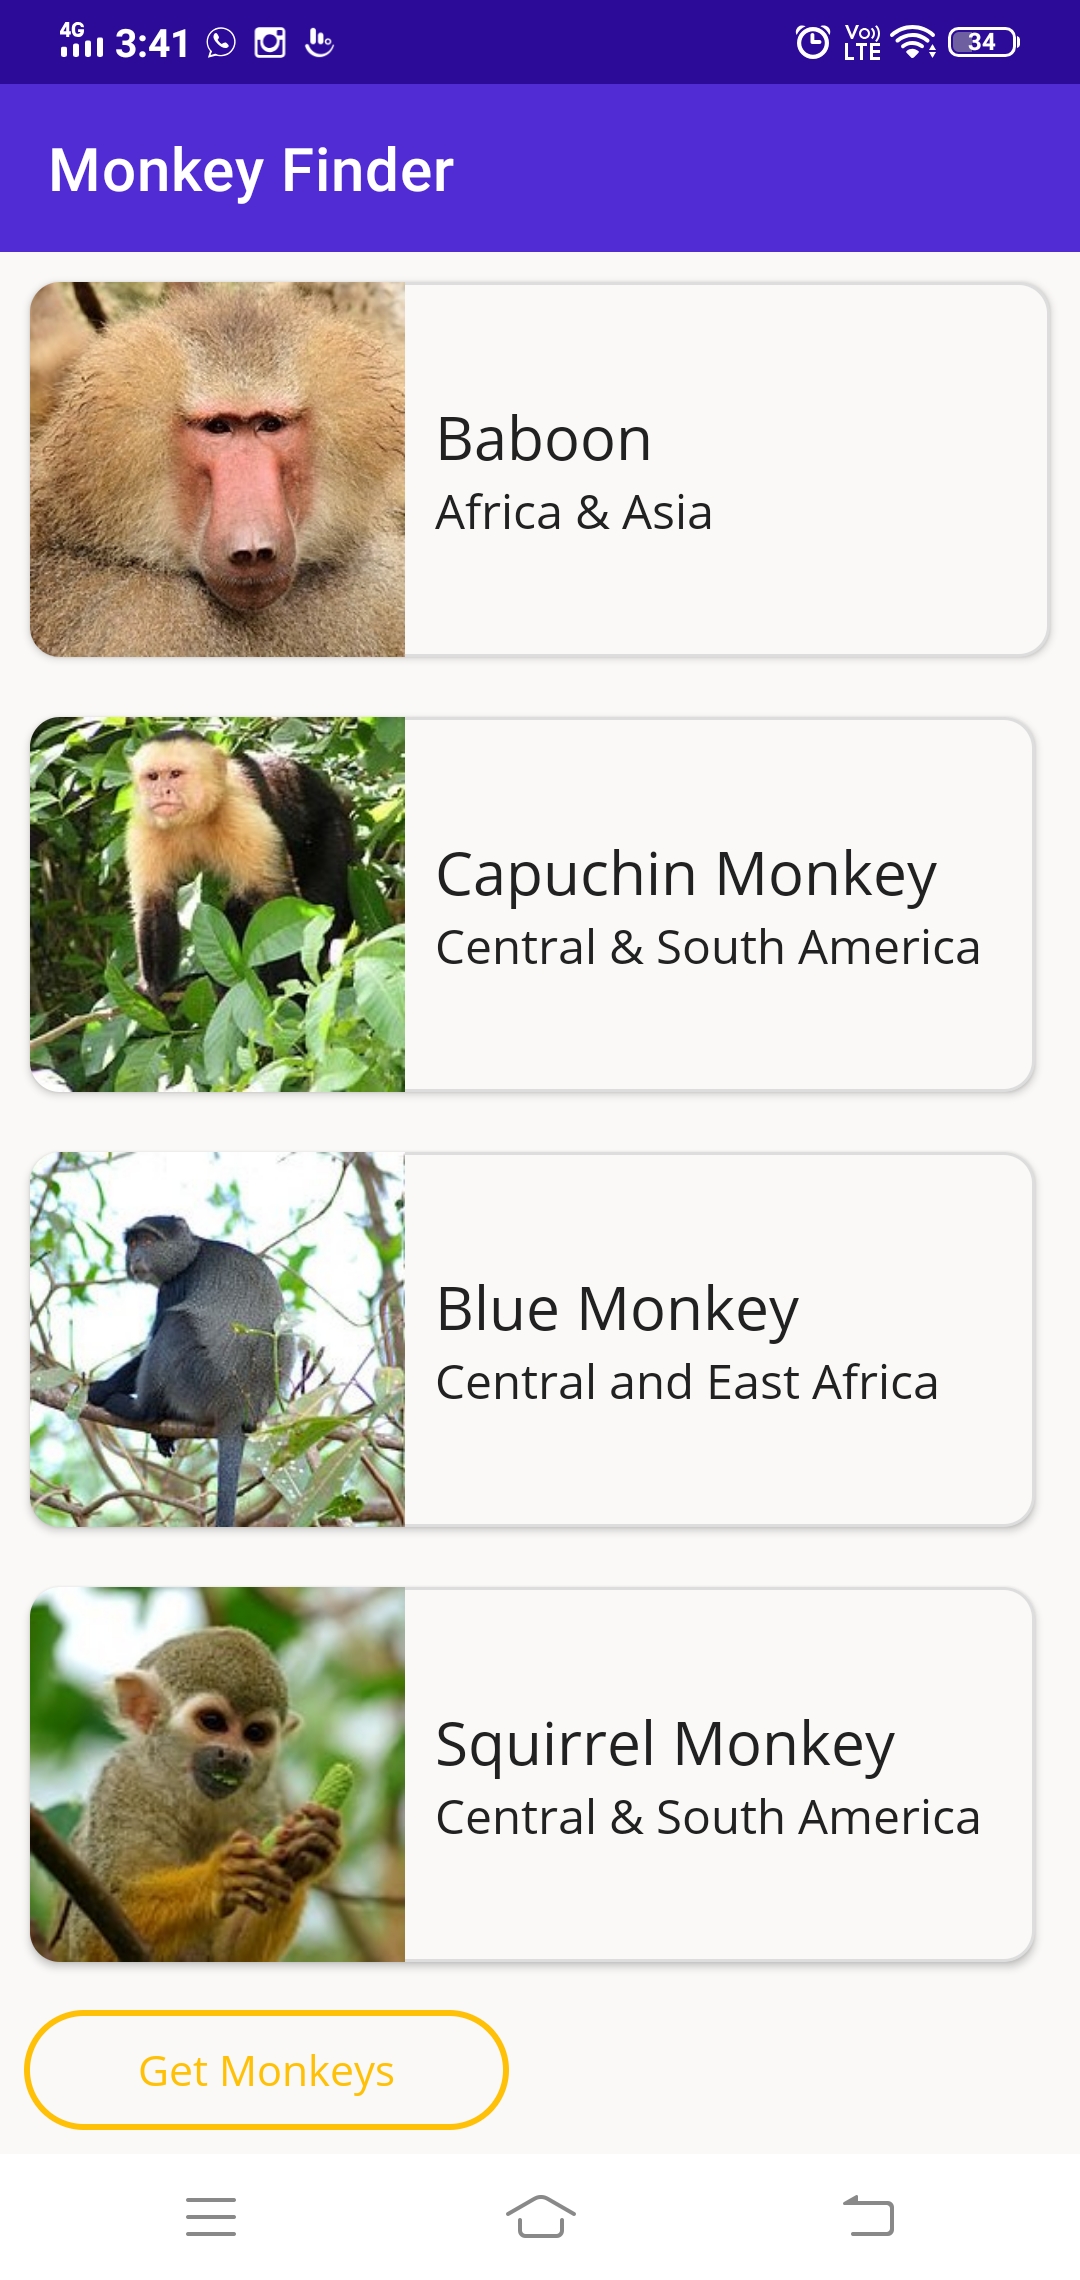 4G 3:41 Vo)) LTE 34
Monkey Finder
Baboon
Africa & Asia
Capuchin Monkey
Central & South America
Blue Monkey
Central and East Africa
Squirrel Monkey
Central & South America
Get Monkeys